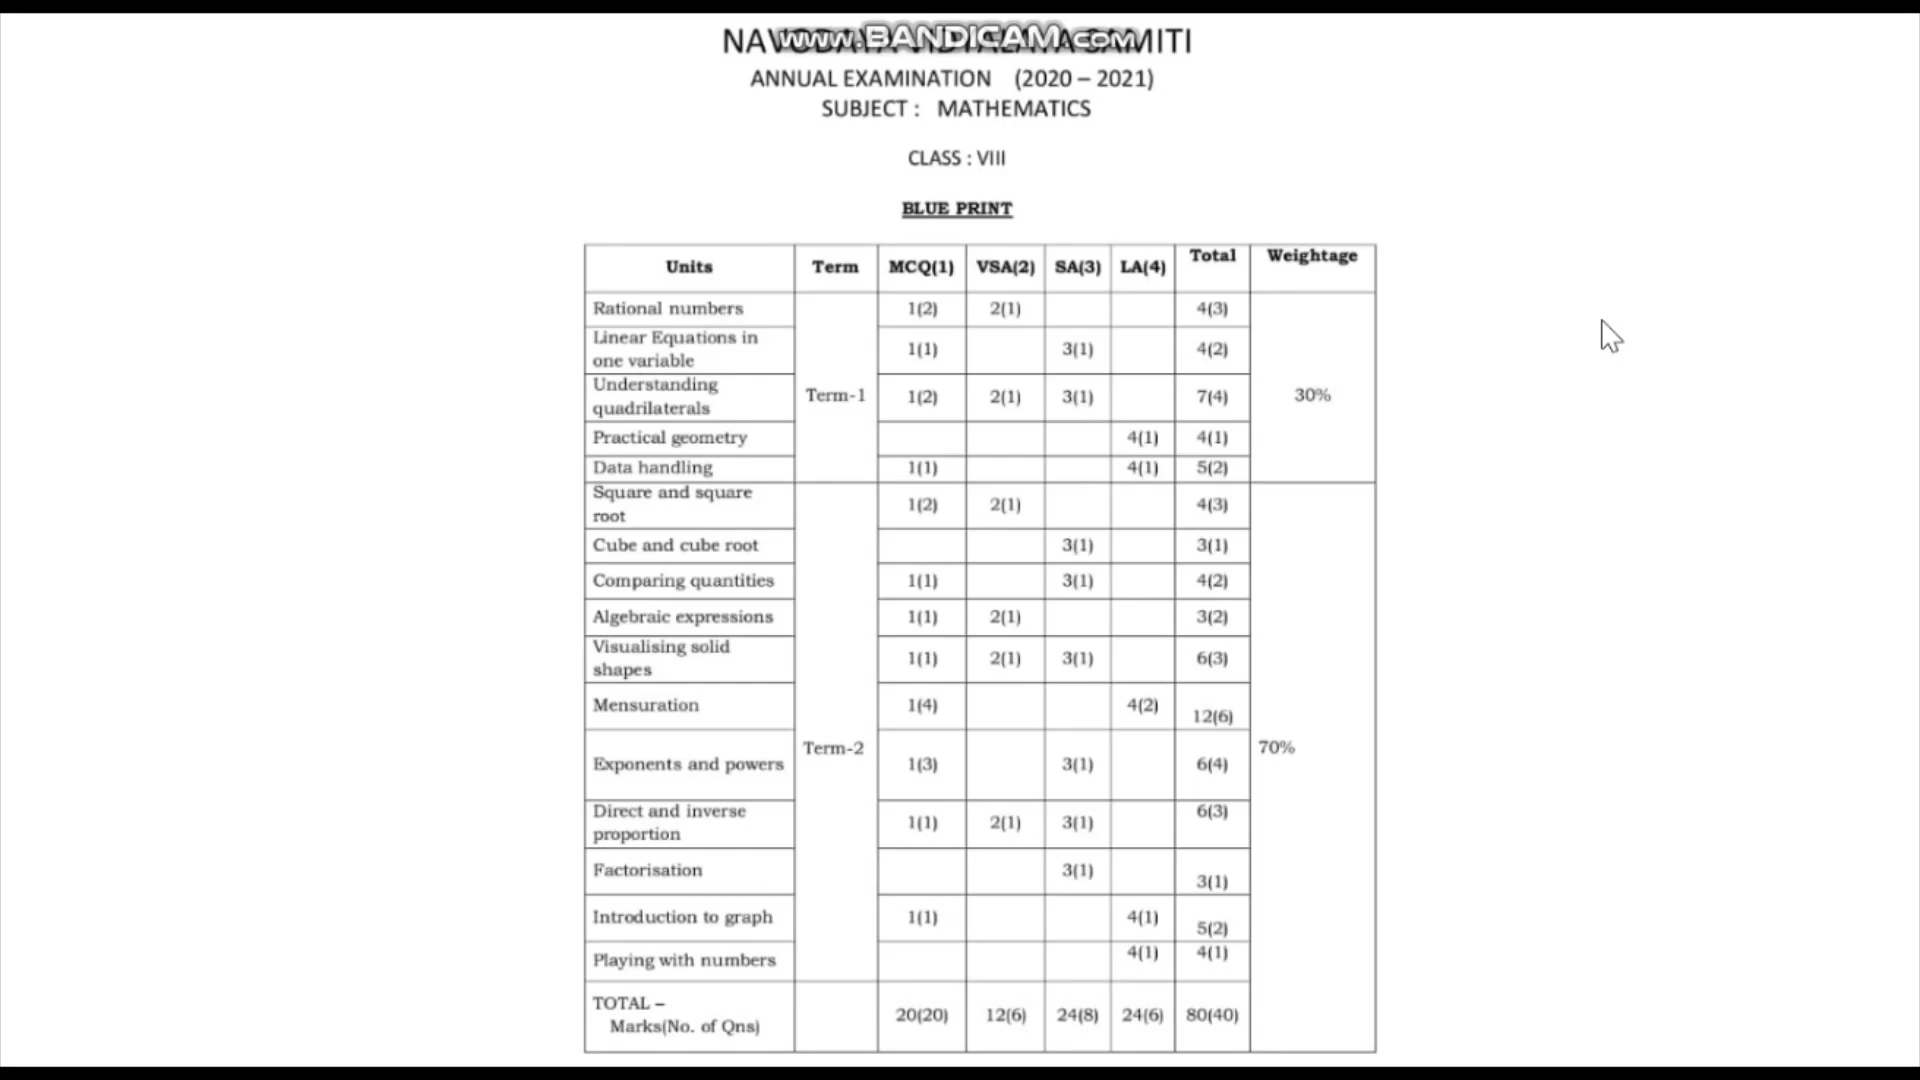 NAVODAYA VIDYALAYA SAMITI
www.BANDICAM.com
ANNUAL EXAMINATION (2020 – 2021)
SUBJECT : MATHEMATICS
CLASS : VIII
BLUE PRINT
Units Term MCQ(1) VSA(2) SA(3) LA(4) Total Weightage
Rational numbers 1(2) 2(1) 4(3)
Linear Equations in
one variable 1(1) 3(1) 4(2)
Understanding
quadrilaterals Term-1 1(2) 2(1) 3(1) 7(4) 30%
Practical geometry 4(1) 4(1)
Data handling 1(1) 4(1) 5(2)
Square and square
root 1(2) 2(1) 4(3)
Cube and cube root 3(1) 3(1)
Comparing quantities 1(1) 3(1) 4(2)
Algebraic expressions 1(1) 2(1) 3(2)
Visualising solid
shapes 1(1) 2(1) 3(1) 6(3)
Mensuration 1(4) 4(2) 12(6)
Term-2 70%
Exponents and powers 1(3) 3(1) 6(4)
Direct and inverse
proportion 1(1) 2(1) 3(1) 6(3)
Factorisation 3(1) 3(1)
Introduction to graph 1(1) 4(1) 5(2)
Playing with numbers 4(1) 4(1)
TOTAL –
Marks(No. of Qns) 20(20) 12(6) 24(8) 24(6) 80(40)